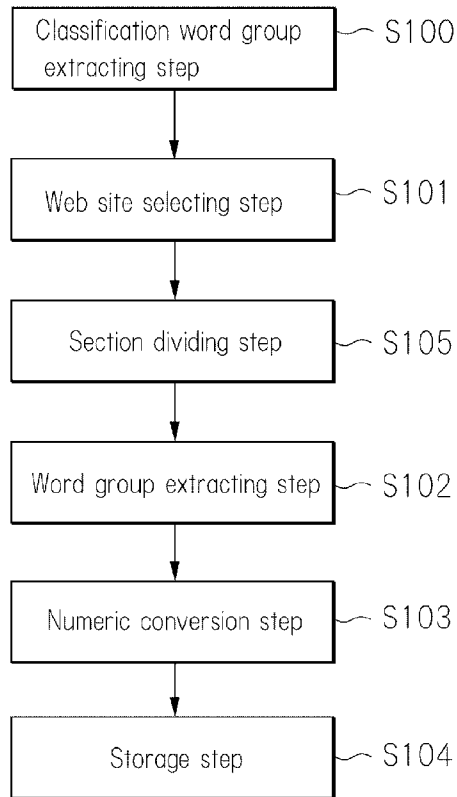 Classification word group
extracting step
S100
Web site selecting step
S101
Section dividing step
S105
Word group extracting step
S102
Numeric conversion step
S103
Storage step
S104